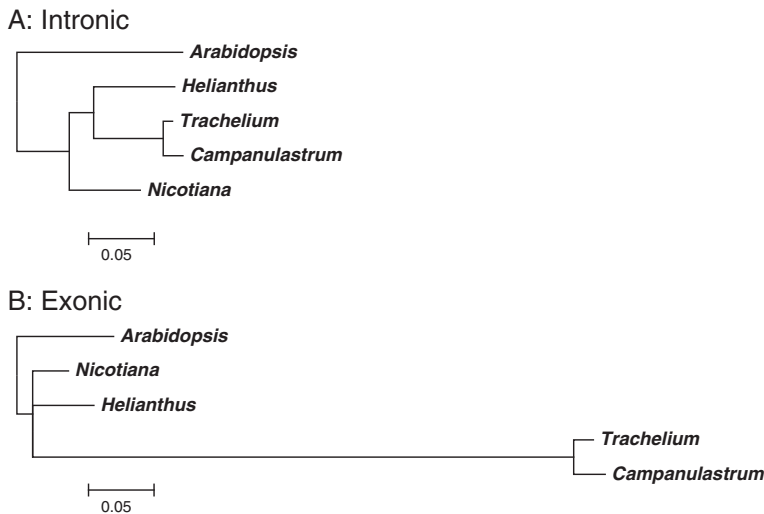 A: Intronic
Arabidopsis
Helianthus
Trachelium
Campanulastrum
Nicotiana
0.05
B: Exonic
Arabidopsis
Nicotiana
Helianthus
Trachelium
Campanulastrum
0.05